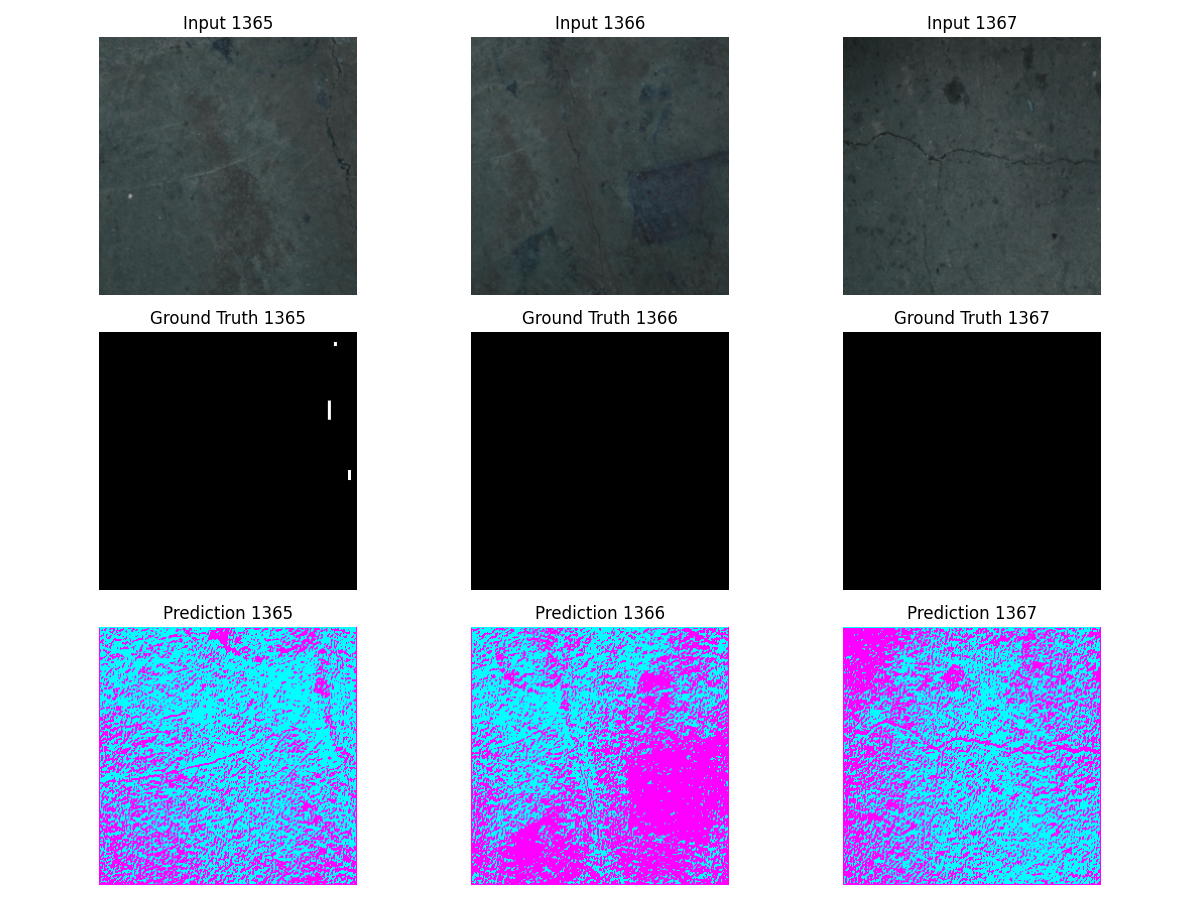 Input 1365
Input 1366
Input 1367
Ground Truth 1365
Ground Truth 1366
Ground Truth 1367
Prediction 1365
Prediction 1366
Prediction 1367